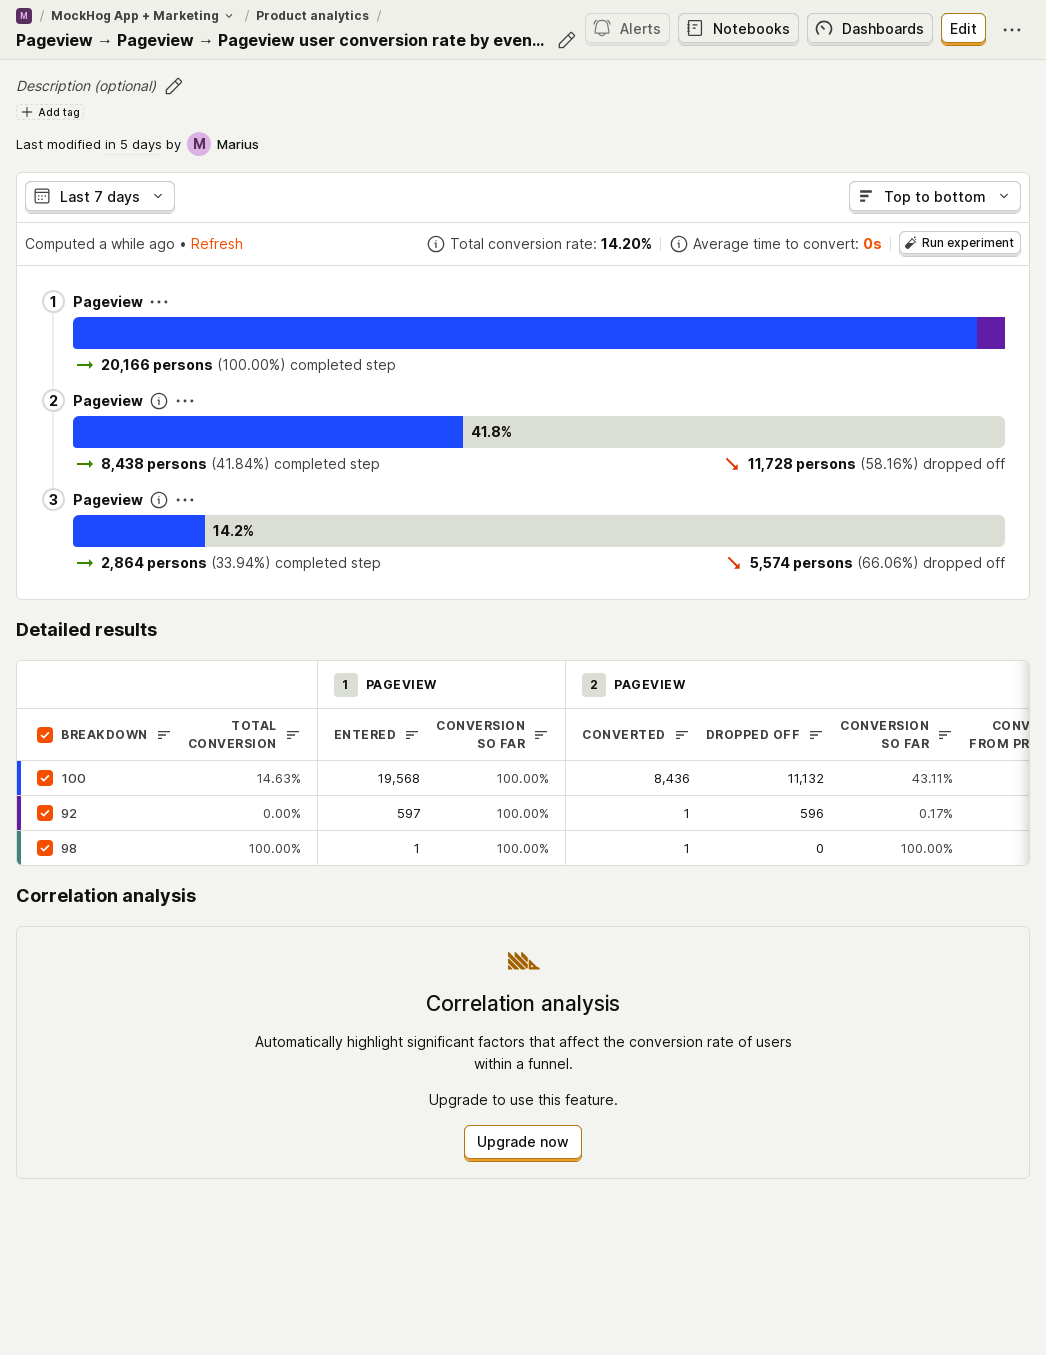 M / MockHog App + Marketing / Product analytics /
Pageview → Pageview → Pageview user conversion rate by even...
Alerts Notebooks Dashboards Edit
Description (optional)
Add tag
Last modified in 5 days by M Marius
Last 7 days Top to bottom
Computed a while ago • Refresh Total conversion rate: 14.20% Average time to convert: 0s Run experiment
1 Pageview
20,166 persons (100.00%) completed step
2 Pageview
41.8%
8,438 persons (41.84%) completed step 11,728 persons (58.16%) dropped off
3 Pageview
14.2%
2,864 persons (33.94%) completed step 5,574 persons (66.06%) dropped off
Detailed results
1 PAGEVIEW 2 PAGEVIEW
BREAKDOWN TOTAL CONVERSION ENTERED CONVERSION SO FAR CONVERTED DROPPED OFF CONVERSION SO FAR CONV FROM PR
100 14.63% 19,568 100.00% 8,436 11,132 43.11%
92 0.00% 597 100.00% 1 596 0.17%
98 100.00% 1 100.00% 1 0 100.00%
Correlation analysis
Correlation analysis
Automatically highlight significant factors that affect the conversion rate of users
within a funnel.
Upgrade to use this feature.
Upgrade now